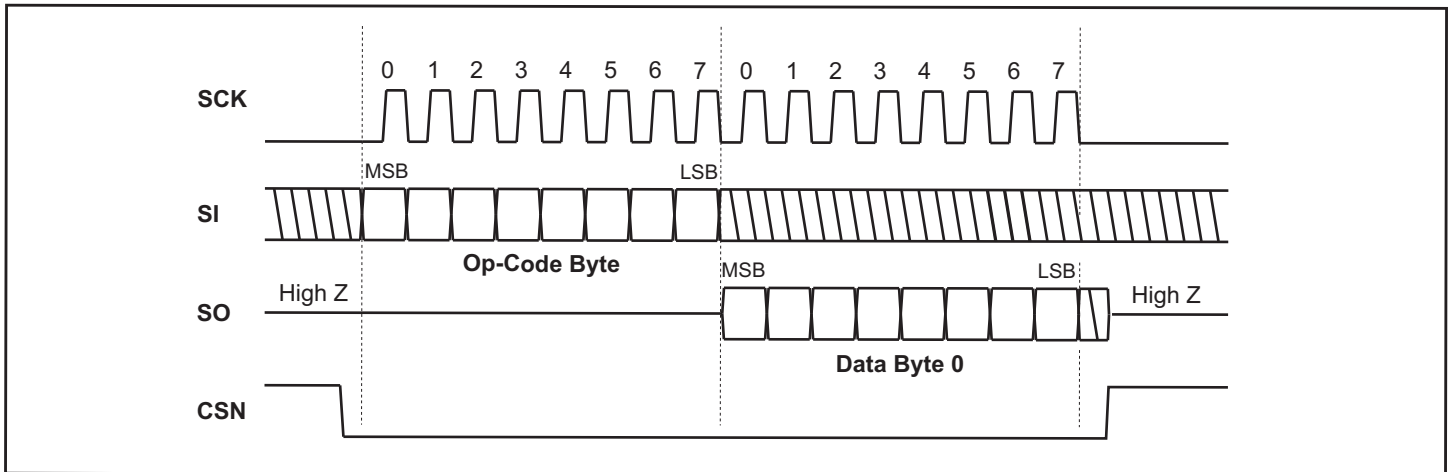 0 1 2 3 4 5 6 7 0 1 2 3 4 5 6 7
SCK
MSB LSB
SI
Op-Code Byte
MSB LSB
High Z High Z
SO
Data Byte 0
CSN